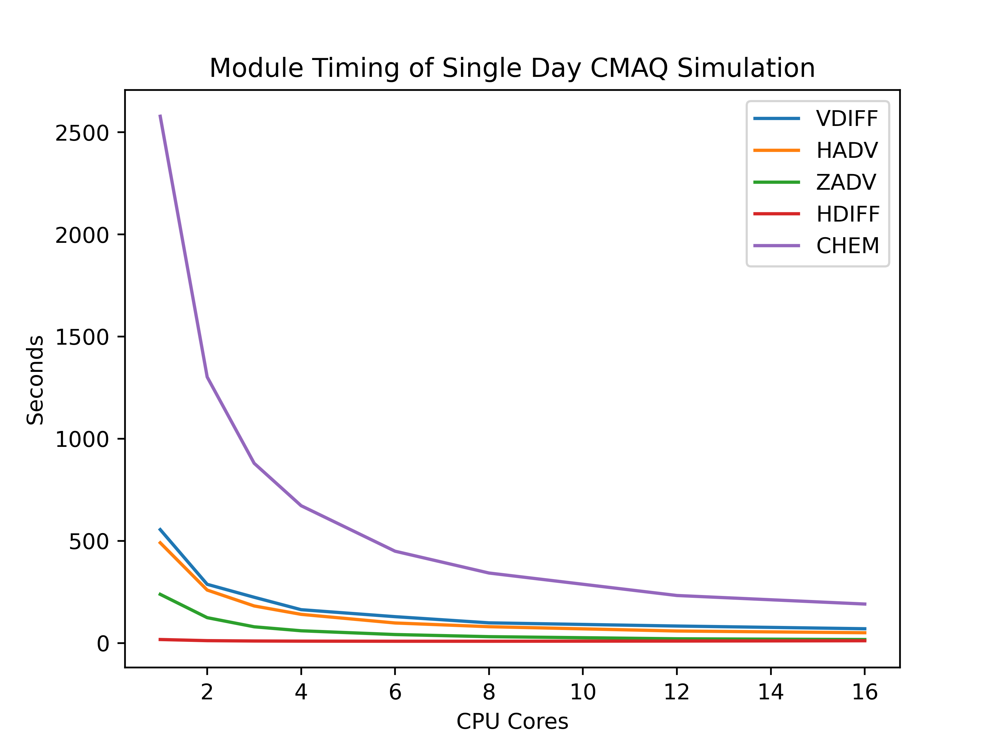 Module Timing of Single Day CMAQ Simulation
VDIFF
HADV
ZADV
HDIFF
CHEM
2500
2000
1500
1000
500
0
Seconds
2 4 6 8 10 12 14 16
CPU Cores